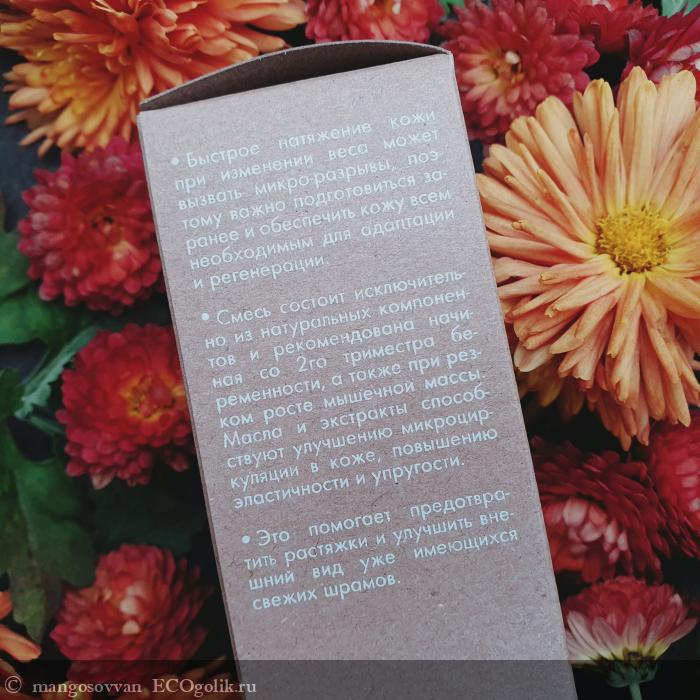 • Быстрое натяжение кожи
при изменении веса может
вызвать микро-разрывы, поэ-
тому важно подготовиться за-
ранее и обеспечить кожу всем
необходимым для адаптации
и регенерации.
• Смесь состоит исключитель-
но из натуральных компонен-
тов и рекомендована начи-
ная со 2го триместра бе-
ременности, а также при рез-
ком росте мышечной массы.
Масла и экстракты способ-
ствуют улучшению микроцир-
куляции в коже, повышению
эластичности и упругости.
• Это помогает предотвра-
тить растяжки и улучшить вне-
шний вид уже имеющихся
свежих шрамов.
© mangosovvan ECOgolik.ru